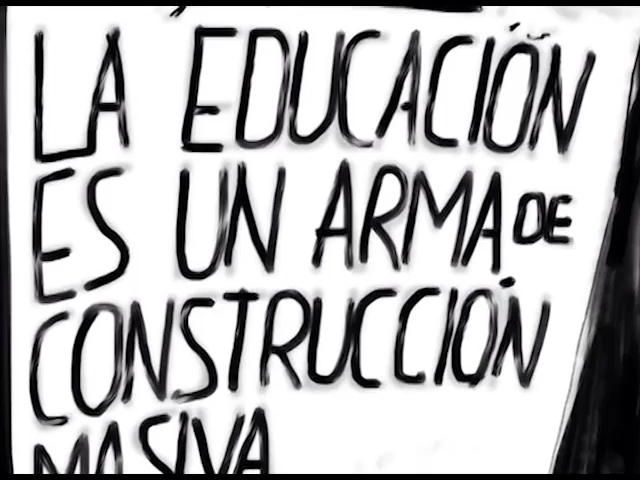 LA EDUCACIÓN
ES UN ARMA DE
CONSTRUCCIÓN
MASIVA